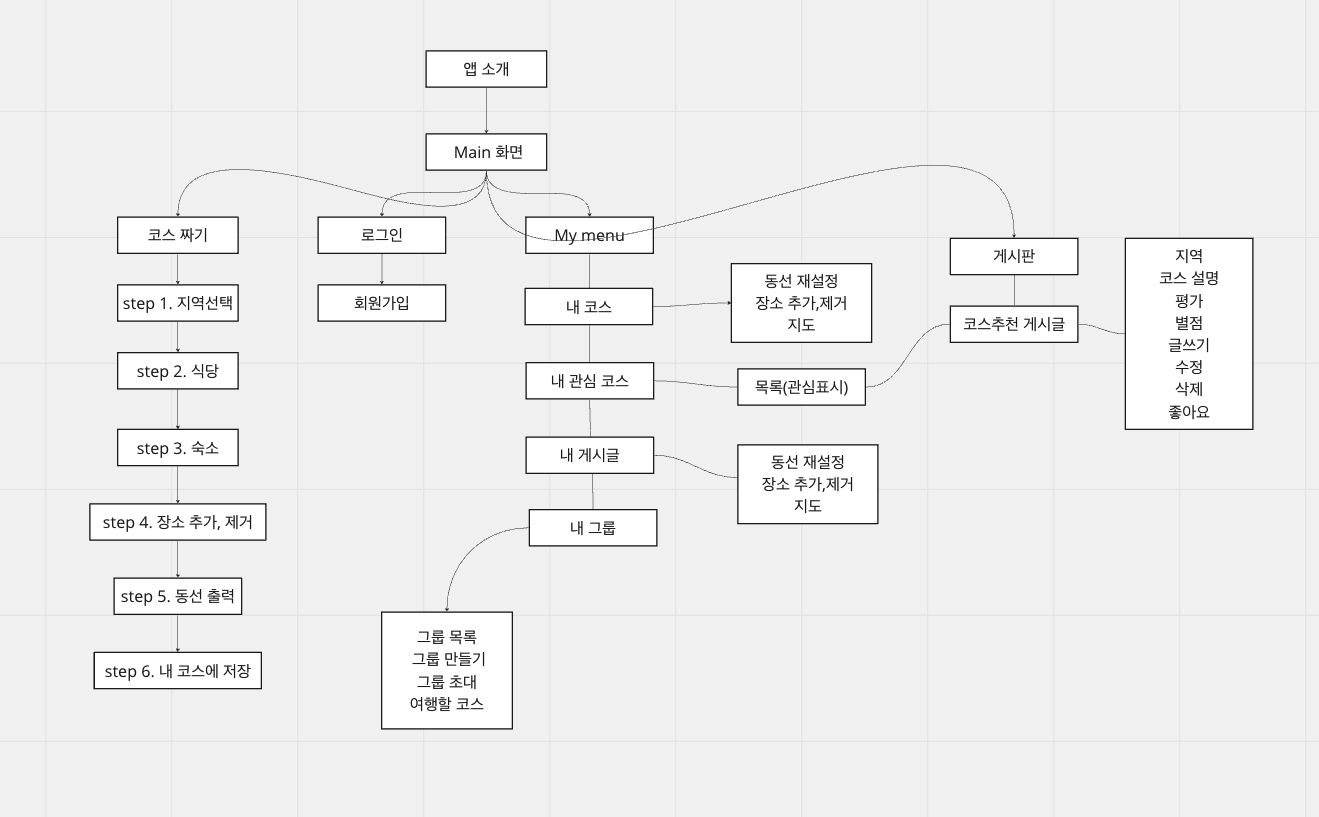 앱 소개
Main 화면
코스 짜기
로그인
My menu
게시판
step 1. 지역선택
step 2. 식당
step 3. 숙소
step 4. 장소 추가, 제거
step 5. 동선 출력
step 6. 내 코스에 저장
회원가입
내 코스
동선 재설정
장소 추가,제거
지도
내 관심 코스
목록(관심표시)
내 게시글
동선 재설정
장소 추가,제거
지도
내 그룹
그룹 목록
그룹 만들기
그룹 초대
여행할 코스
코스추천 게시글
지역
코스 설명
평가
별점
글쓰기
수정
삭제
좋아요